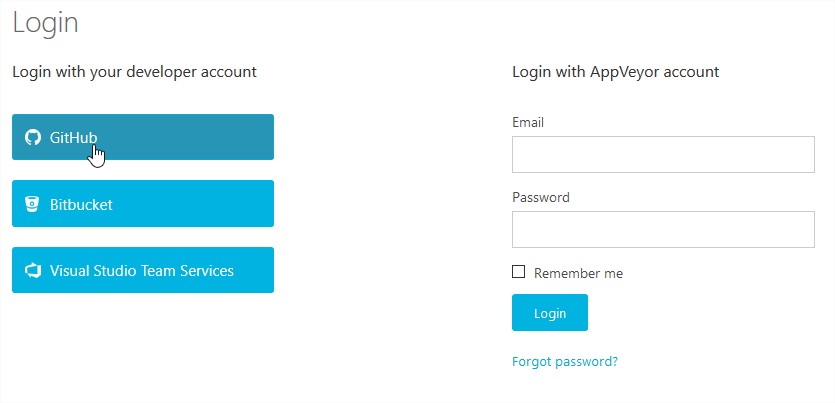 Login
Login with your developer account
GitHub
Bitbucket
Visual Studio Team Services
Login with AppVeyor account
Email
Password
Remember me
Login
Forgot password?